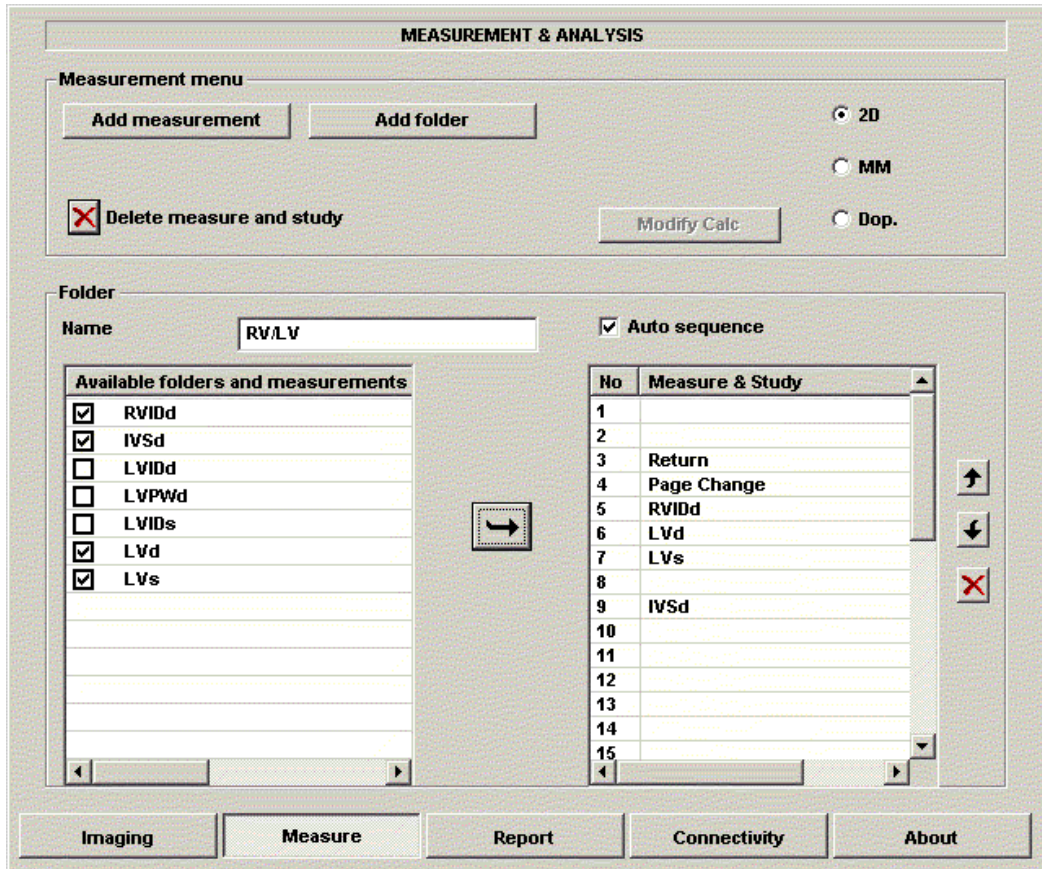 MEASUREMENT & ANALYSIS
Measurement menu
Add measurement Add folder 2D
MM
Delete measure and study Modify Calc Dop.
Folder
Name RV/LV Auto sequence
Available folders and measurements No Measure & Study
RVIDd 1
IVSd 2
LVIDd 3 Return
LVPWd 4 Page Change
LVIDs 5 RVIDd
LVd 6 LVd
LVs 7 LVs
8
9 IVSd
10
11
12
13
14
15
Imaging Measure Report Connectivity About